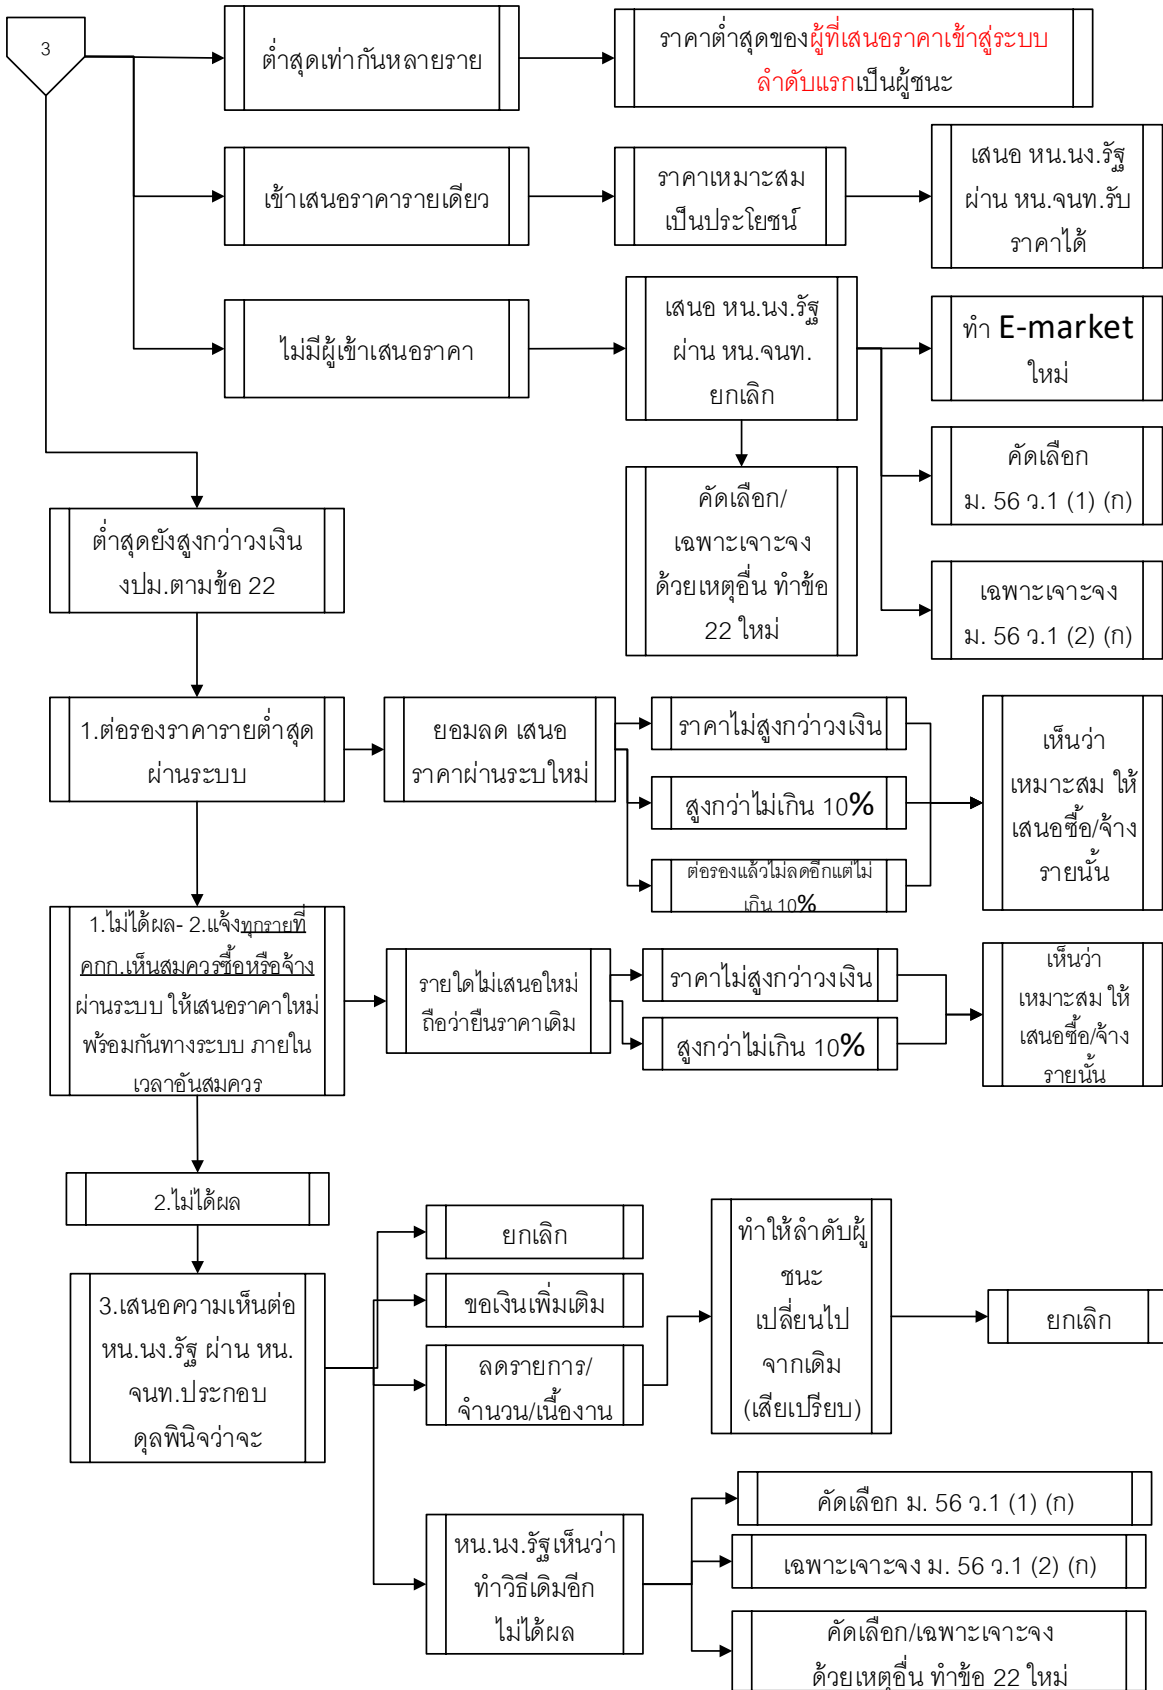 3
ต่ำสุดเท่ากันหลายราย
ราคาต่ำสุดของผู้ที่เสนอราคาเข้าสู่ระบบ
ลำดับแรกเป็นผู้ชนะ
เข้าเสนอราคารายเดียว
ราคาเหมาะสม
เป็นประโยชน์
เสนอ หน.นง.รัฐ
ผ่าน หน.จนท.รับ
ราคาได้
ไม่มีผู้เข้าเสนอราคา
เสนอ หน.นง.รัฐ
ผ่าน หน.จนท.
ยกเลิก
ทำ E-market
ใหม่
คัดเลือก
ม. 56 ว.1 (1) (ก)
เฉพาะเจาะจง
ม. 56 ว.1 (2) (ก)
คัดเลือก/
เฉพาะเจาะจง
ด้วยเหตุอื่น ทำข้อ
22 ใหม่
ต่ำสุดยังสูงกว่าวงเงิน
งปม.ตามข้อ 22
1.ต่อรองราคารายต่ำสุด
ผ่านระบบ
ยอมลด เสนอ
ราคาผ่านระบใหม่
ราคาไม่สูงกว่าวงเงิน
สูงกว่าไม่เกิน 10%
ต่อรองแล้วไม่ลดอีกแต่ไม่
เกิน 10%
เห็นว่า
เหมาะสม ให้
เสนอซื้อ/จ้าง
รายนั้น
1.ไม่ได้ผล- 2.แจ้งทุกรายที่
คกก.เห็นสมควรซื้อหรือจ้าง
ผ่านระบบ ให้เสนอราคาใหม่
พร้อมกันทางระบบ ภายใน
เวลาอันสมควร
รายใดไม่เสนอใหม่
ถือว่ายืนราคาเดิม
ราคาไม่สูงกว่าวงเงิน
สูงกว่าไม่เกิน 10%
เห็นว่า
เหมาะสม ให้
เสนอซื้อ/จ้าง
รายนั้น
2.ไม่ได้ผล
3.เสนอความเห็นต่อ
หน.นง.รัฐ ผ่าน หน.
จนท.ประกอบ
ดุลพินิจว่าจะ
ยกเลิก
ขอเงินเพิ่มเติม
ลดรายการ/
จำนวน/เนื้องาน
ทำให้ลำดับผู้
ชนะ
เปลี่ยนไป
จากเดิม
(เสียเปรียบ)
ยกเลิก
หน.นง.รัฐเห็นว่า
ทำวิธีเดิมอีก
ไม่ได้ผล
คัดเลือก ม. 56 ว.1 (1) (ก)
เฉพาะเจาะจง ม. 56 ว.1 (2) (ก)
คัดเลือก/เฉพาะเจาะจง
ด้วยเหตุอื่น ทำข้อ 22 ใหม่